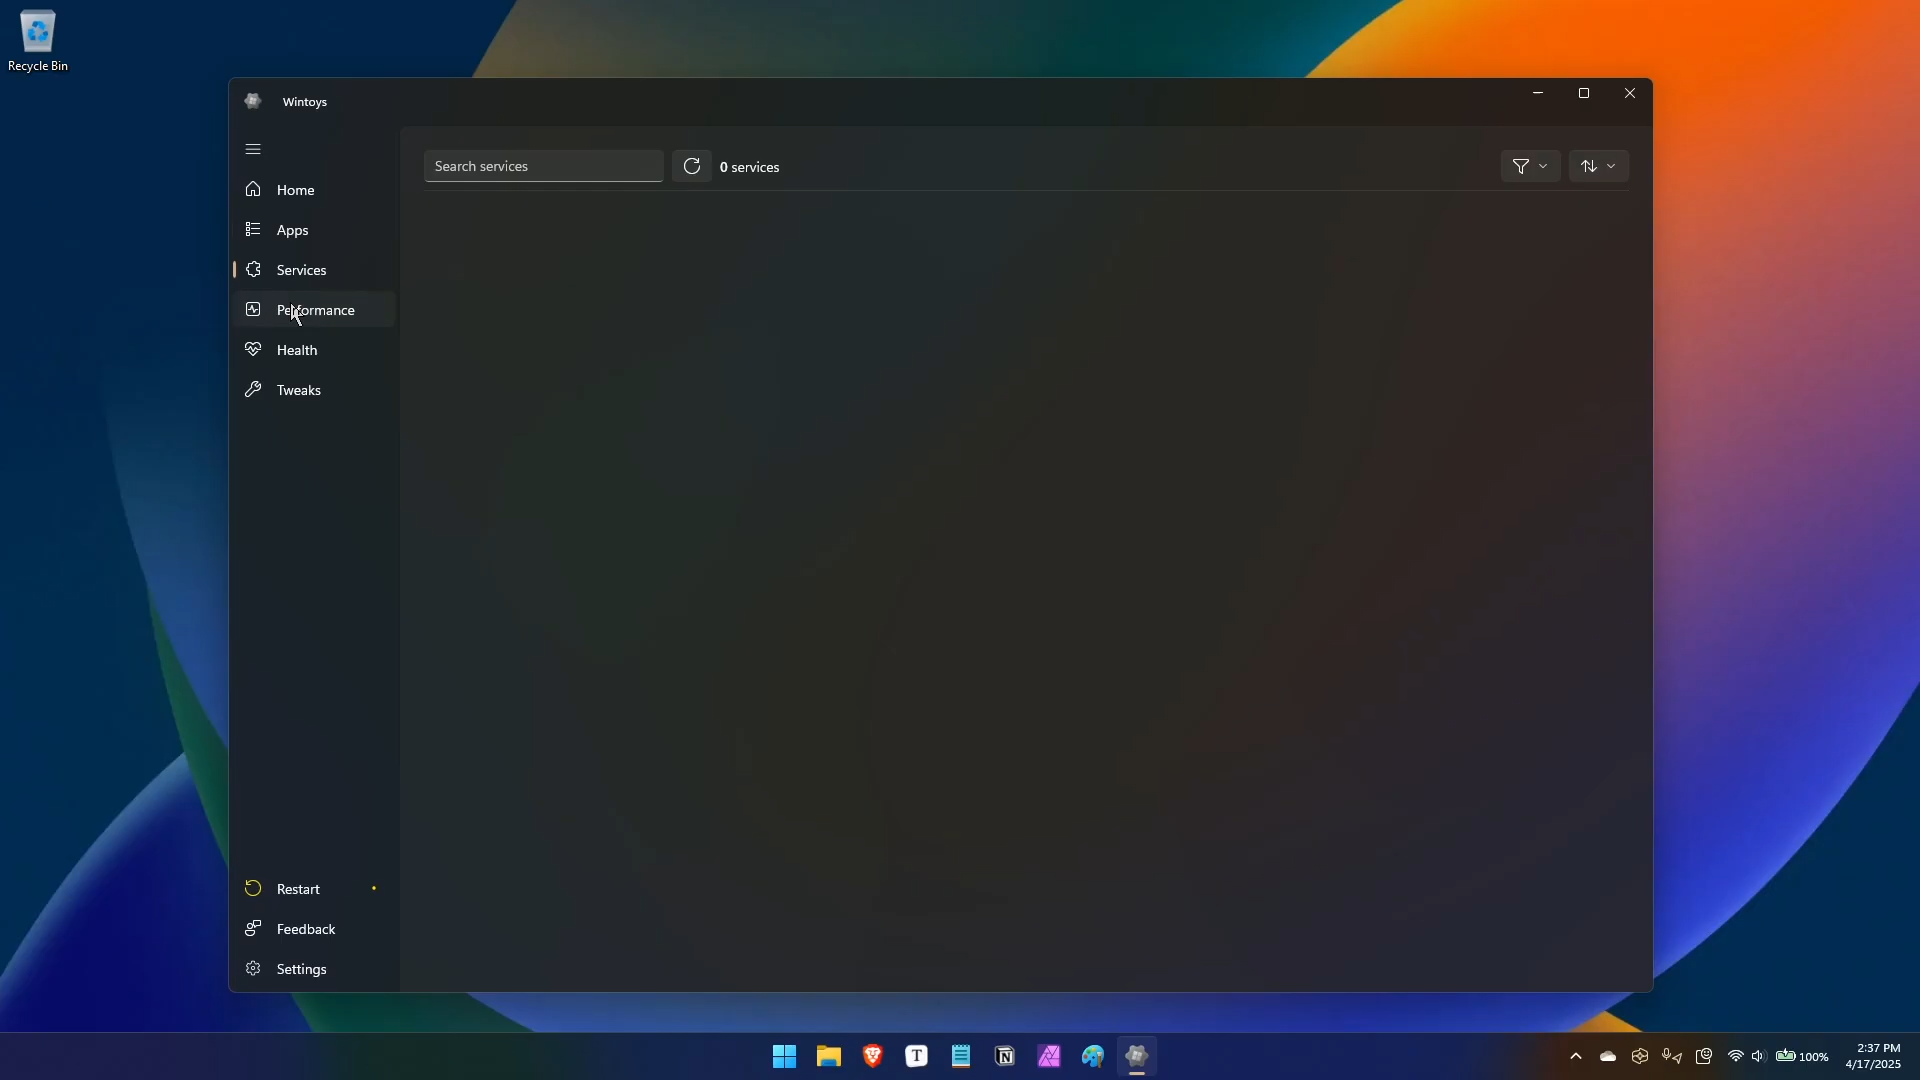 Recycle Bin
Wintoys
Search services
0 services
Home
Apps
Services
Performance
Health
Tweaks
Restart
Feedback
Settings
T
N
100%
2:37 PM
4/17/2025